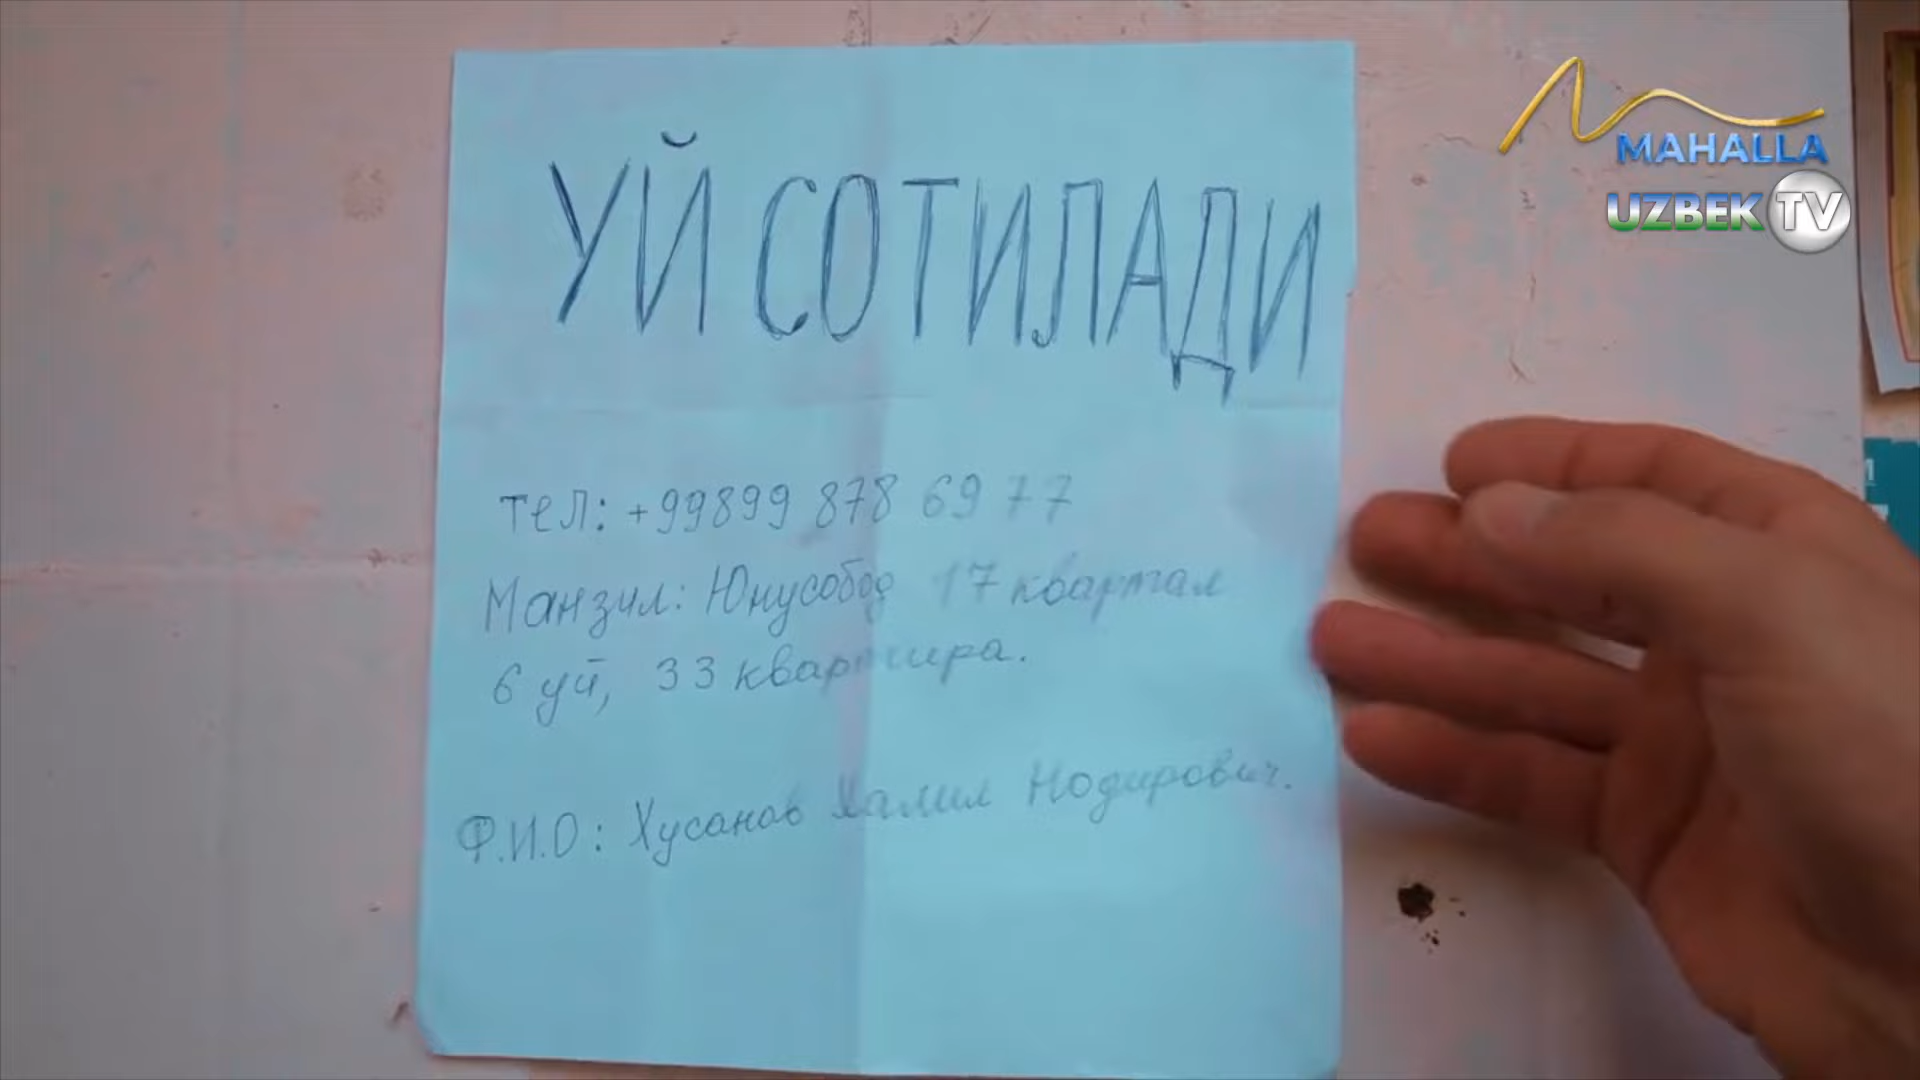 MAHALLA
UZBEK TV
УЙ СОТИЛАДИ
тел: +99899 878 69 77
Манзил: Юнусобод 17 квартал
6 уй, 33 квартира.
Ф.И.О: Хусанов Халил Нодирович.